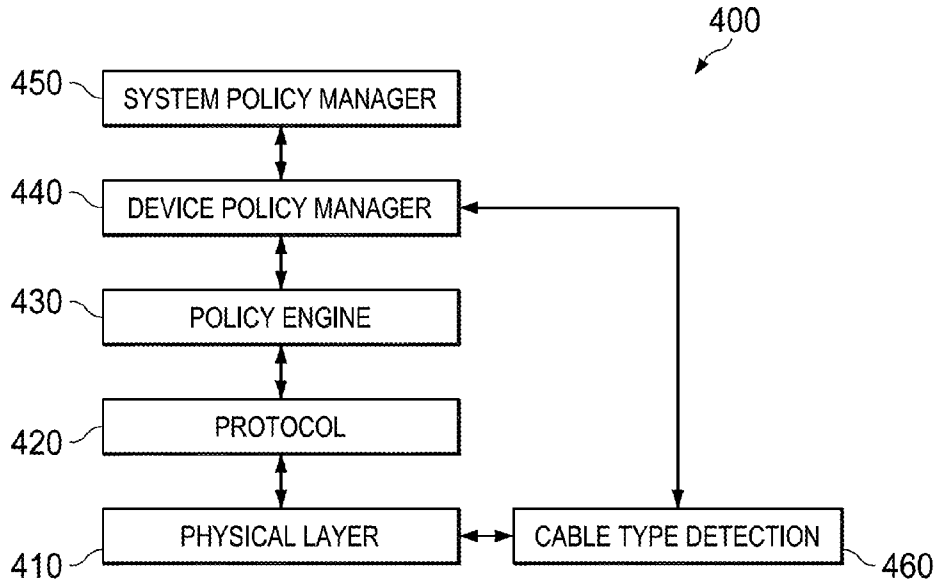 400
450
SYSTEM POLICY MANAGER
440
DEVICE POLICY MANAGER
430
POLICY ENGINE
420
PROTOCOL
410
PHYSICAL LAYER
CABLE TYPE DETECTION
460